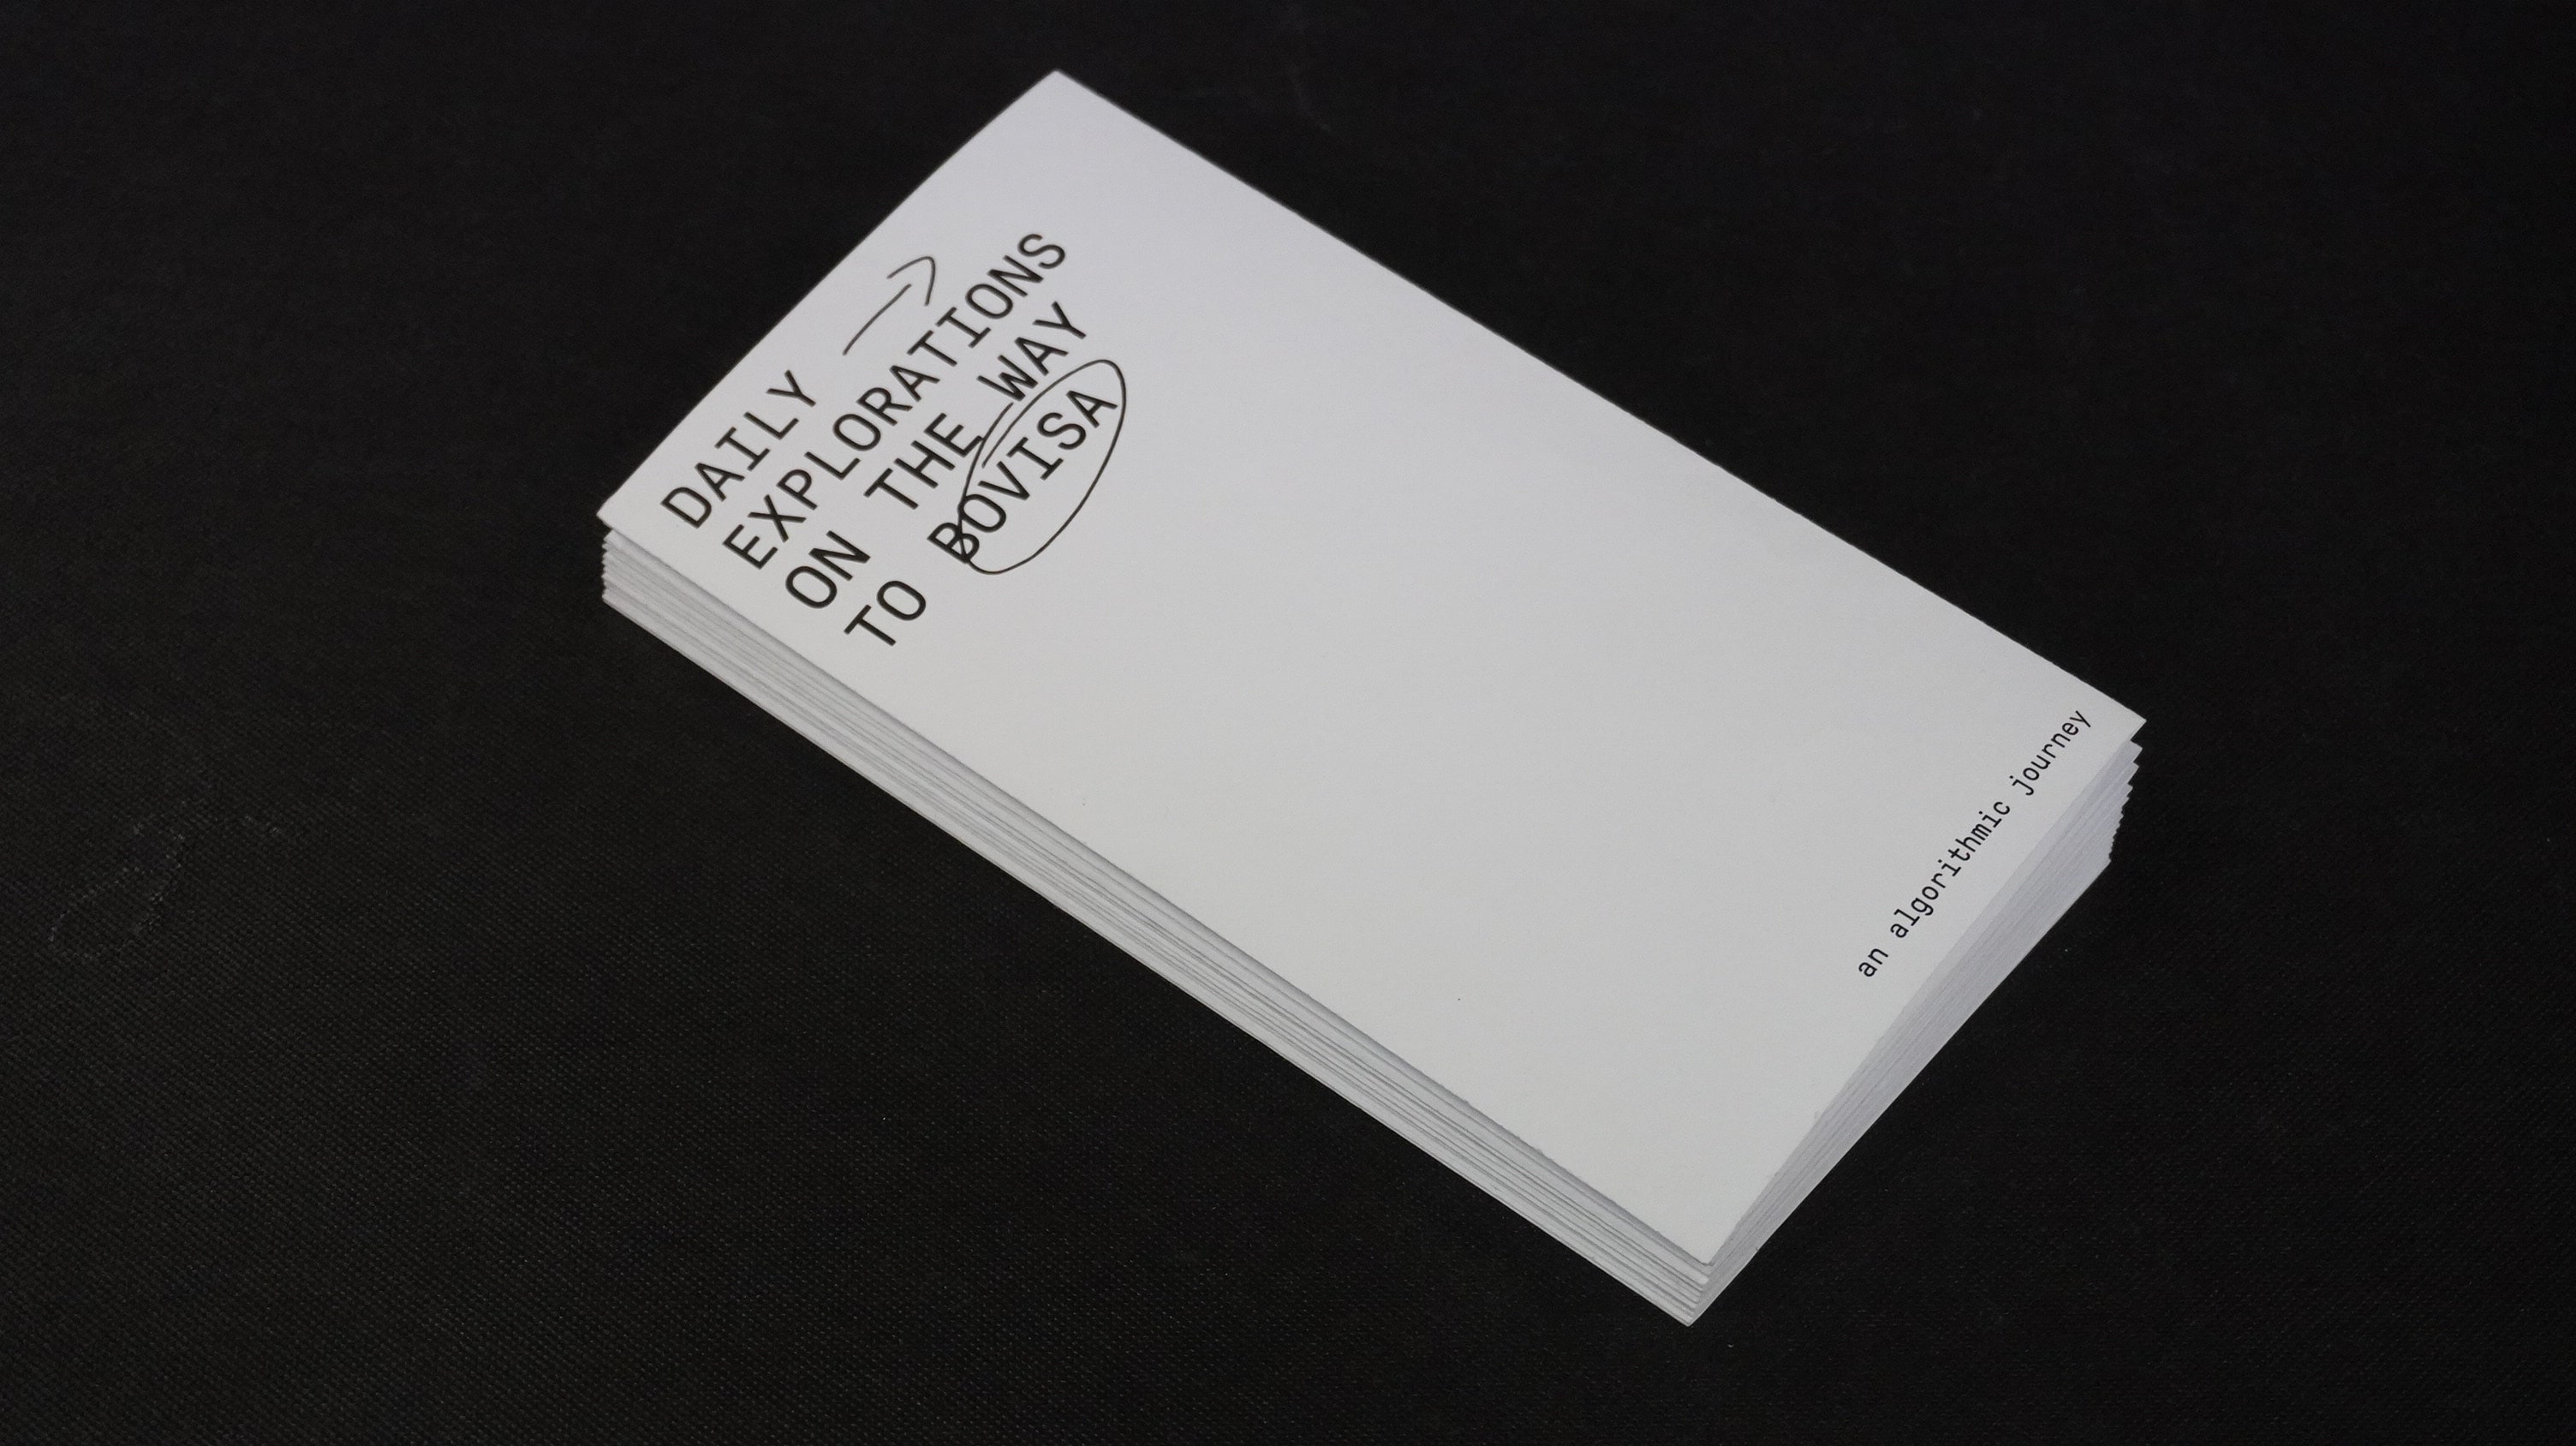 DAILY
EXPLORATIONS
ON THE WAY
TO BOVISA
an algorithmic journey